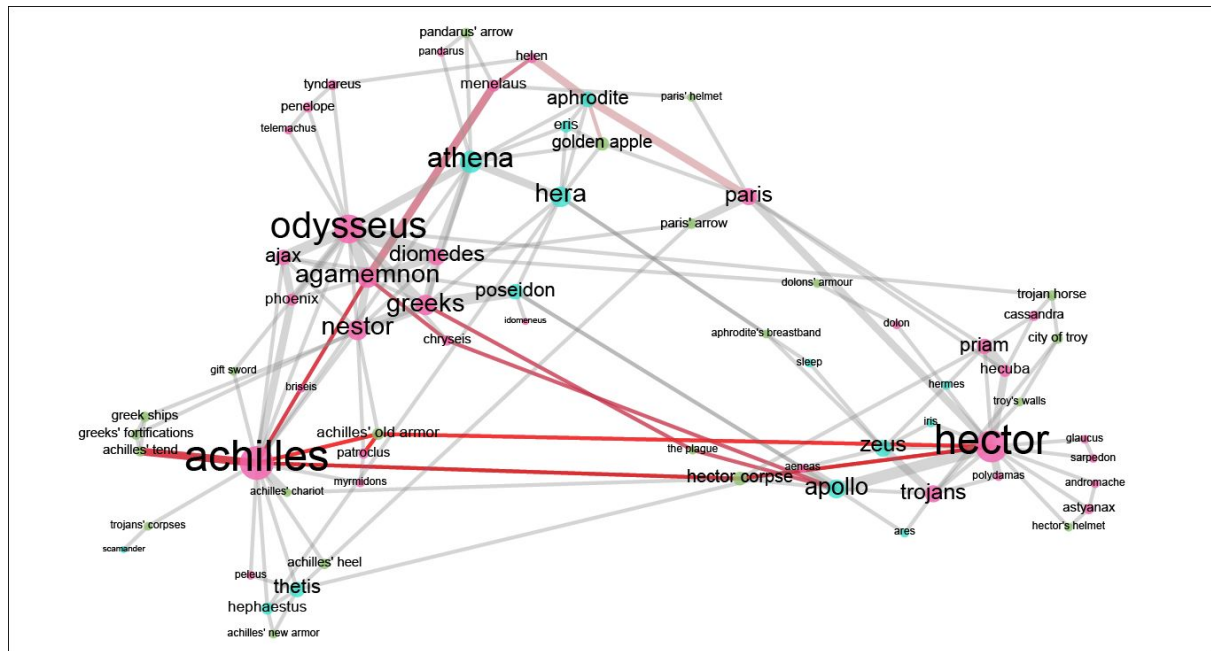 pandarus' arrow
pandarus
helen
tyndareus
menelaus
aphrodite
paris' helmet
penelope
telemachus
eris
golden apple
athena
hera
paris
odysseus
paris' arrow
ajax
diomedes
agamemnon
poseidon
dolons' armour
trojan horse
phoenix
greeks
cassandra
nestor
idomeneus
dolon
city of troy
chryseis
aphrodite's breastband
priam
sleep
hecuba
gift sword
briseis
hermes
troy's walls
greek ships
iris
greeks' fortifications
achilles' old armor
zeus
hector
glaucus
achilles' tend
achilles
patroclus
the plague
sarpedon
aeneas
myrmidons
hector corpse
apollo
polydamas
andromache
achilles' chariot
trojans
astyanax
trojans' corpses
ares
hector's helmet
scamander
achilles' heel
peleus
thetis
hephaestus
achilles' new armor